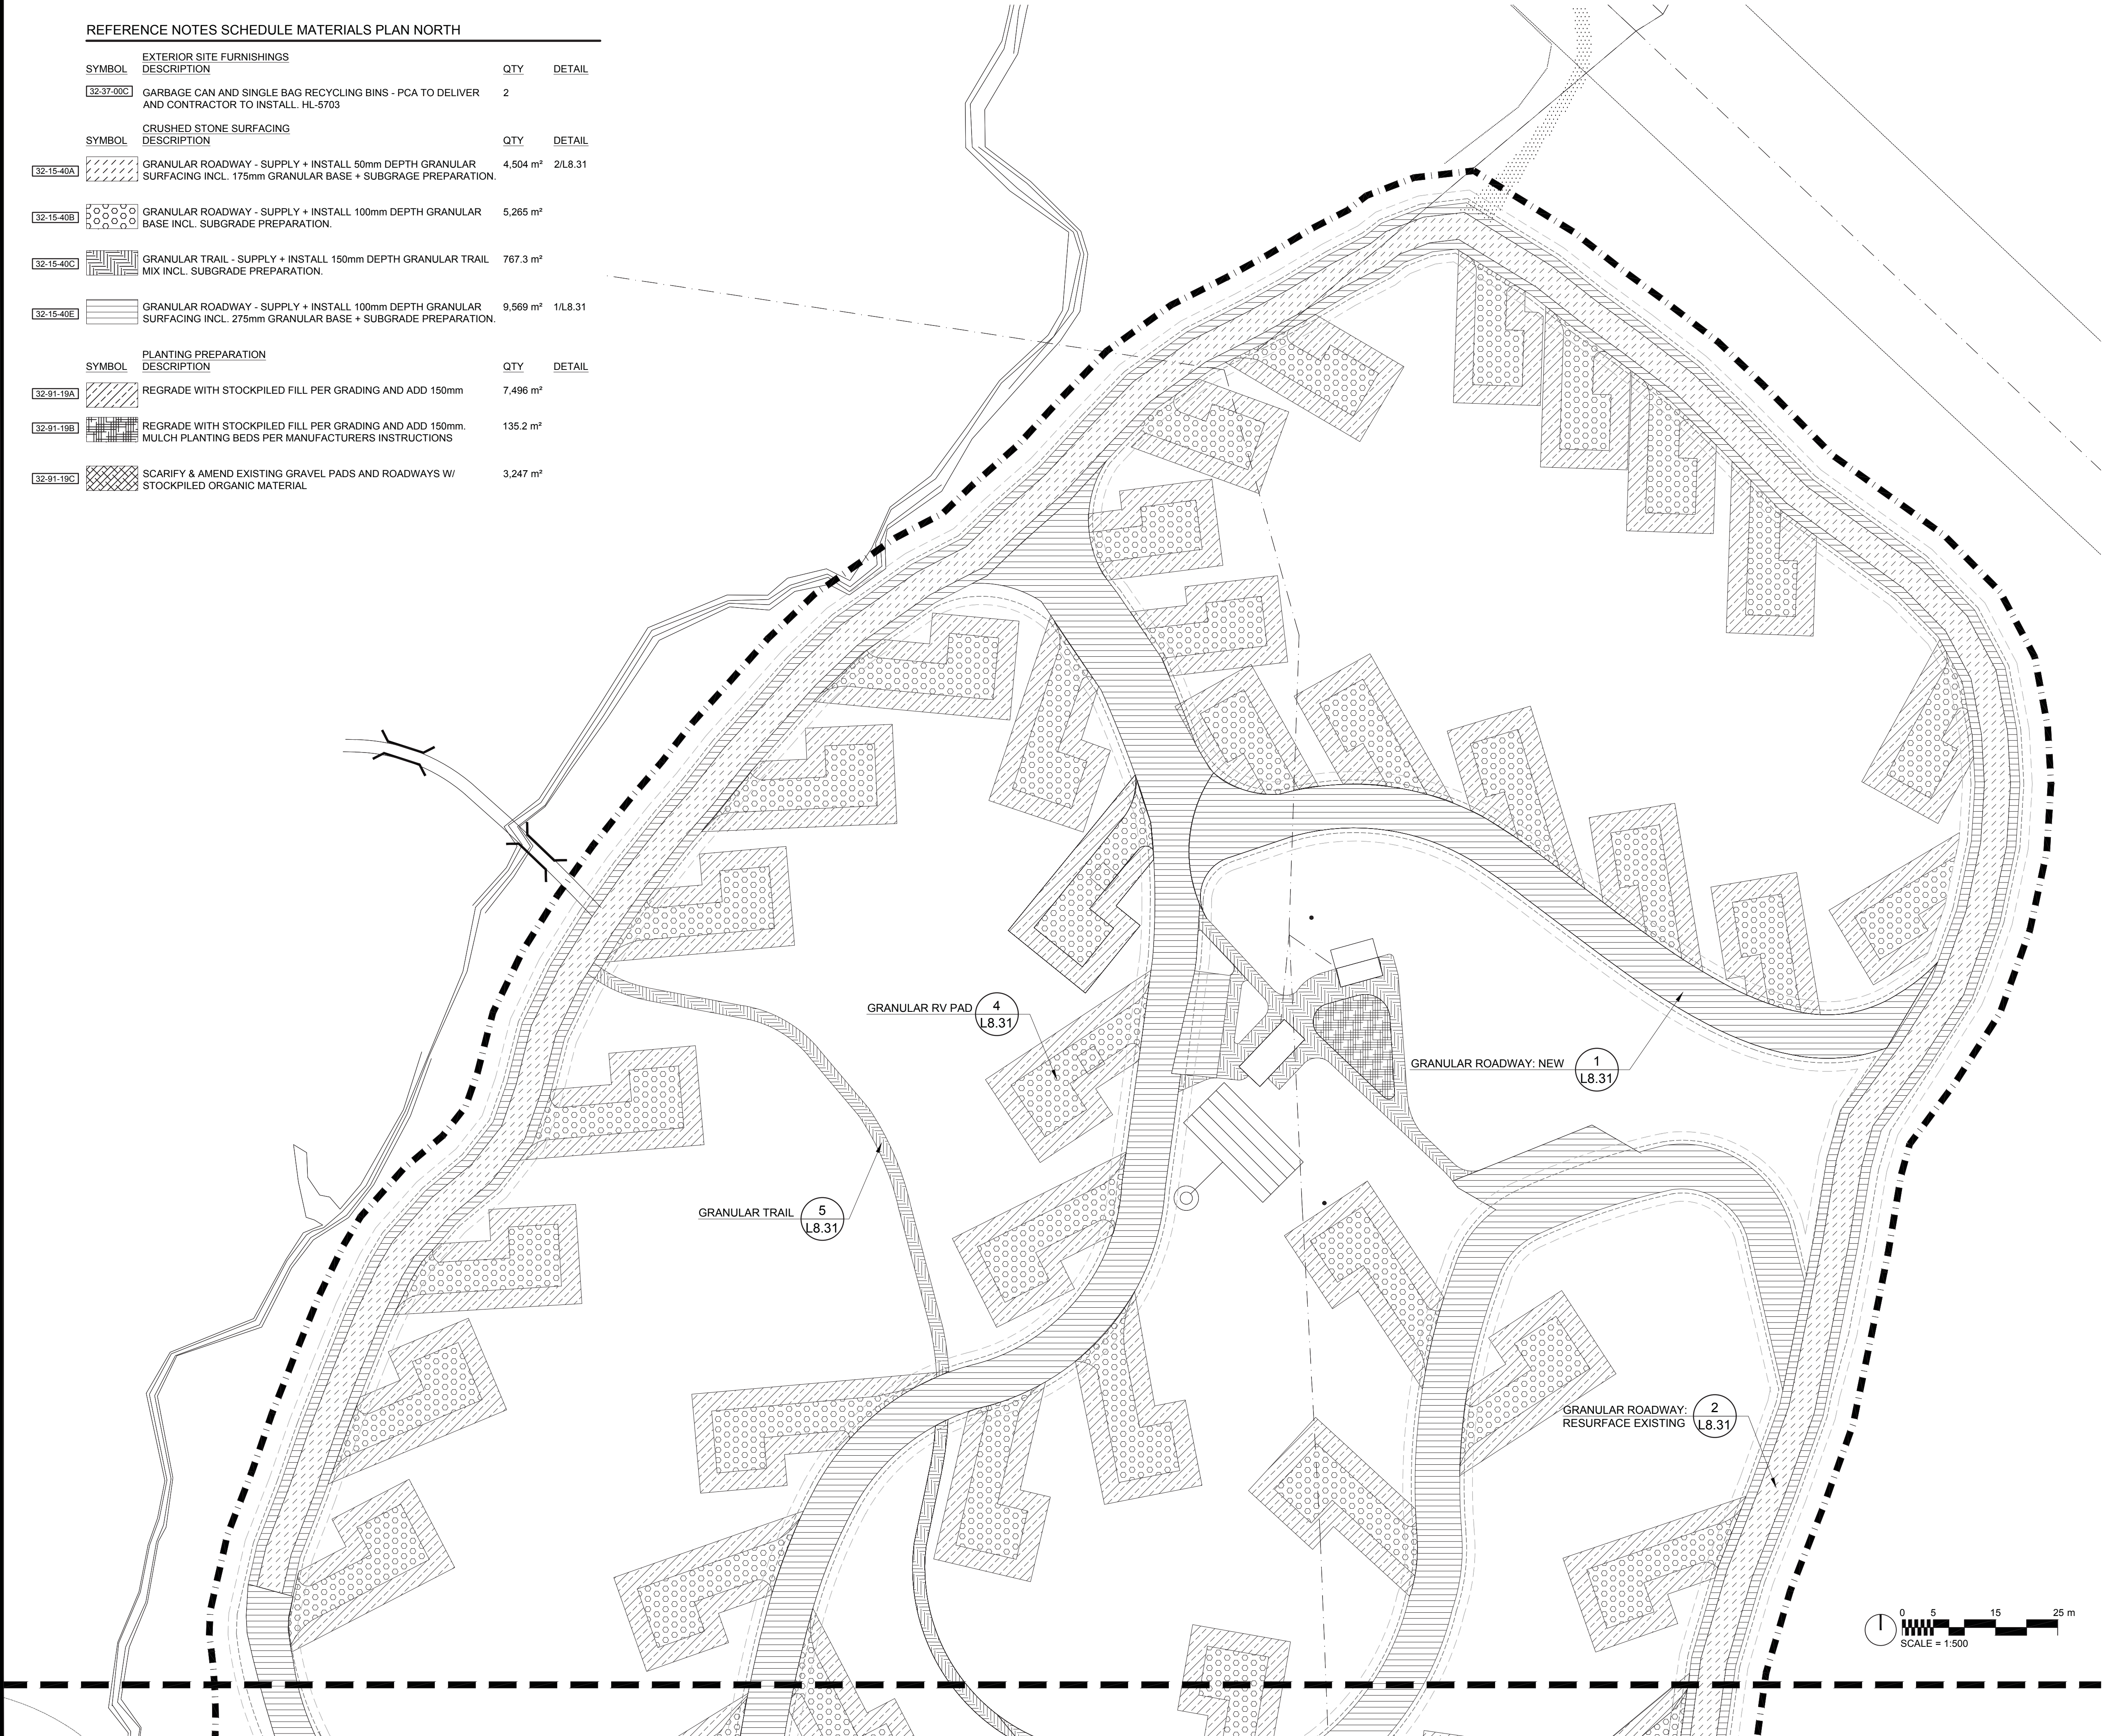 REFERENCE NOTES SCHEDULE MATERIALS PLAN NORTH
EXTERIOR SITE FURNISHINGS
SYMBOL DESCRIPTION QTY DETAIL
32-37-00C GARBAGE CAN AND SINGLE BAG RECYCLING BINS - PCA TO DELIVER 2
AND CONTRACTOR TO INSTALL. HL-5703
CRUSHED STONE SURFACING
SYMBOL DESCRIPTION QTY DETAIL
32-15-40A GRANULAR ROADWAY - SUPPLY + INSTALL 50mm DEPTH GRANULAR 4,504 m² 2/L8.31
SURFACING INCL. 175mm GRANULAR BASE + SUBGRAGE PREPARATION.
32-15-40B GRANULAR ROADWAY - SUPPLY + INSTALL 100mm DEPTH GRANULAR 5,265 m²
BASE INCL. SUBGRADE PREPARATION.
32-15-40C GRANULAR TRAIL - SUPPLY + INSTALL 150mm DEPTH GRANULAR TRAIL 767.3 m²
MIX INCL. SUBGRADE PREPARATION.
32-15-40E GRANULAR ROADWAY - SUPPLY + INSTALL 100mm DEPTH GRANULAR 9,569 m² 1/L8.31
SURFACING INCL. 275mm GRANULAR BASE + SUBGRADE PREPARATION.
PLANTING PREPARATION
SYMBOL DESCRIPTION QTY DETAIL
32-91-19A REGRADE WITH STOCKPILED FILL PER GRADING AND ADD 150mm 7,496 m²
32-91-19B REGRADE WITH STOCKPILED FILL PER GRADING AND ADD 150mm. 135.2 m²
MULCH PLANTING BEDS PER MANUFACTURERS INSTRUCTIONS
32-91-19C SCARIFY & AMEND EXISTING GRAVEL PADS AND ROADWAYS W/ 3,247 m²
STOCKPILED ORGANIC MATERIAL
GRANULAR RV PAD 4
L8.31
GRANULAR ROADWAY: NEW 1
L8.31
GRANULAR TRAIL 5
L8.31
GRANULAR ROADWAY: 2
RESURFACE EXISTING L8.31
0 5 15 25 m
SCALE = 1:500